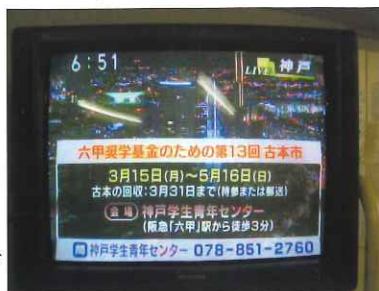 6:51
LIVE 神戸
六甲奨学基金のための第13回 古本市
3月15日(月)～5月16日(日)
古本の回収:3月31日まで(持参または郵送)
会場 神戸学生青年センター
(阪急「六甲」駅から徒歩3分)
問 神戸学生青年センター 078-851-2760